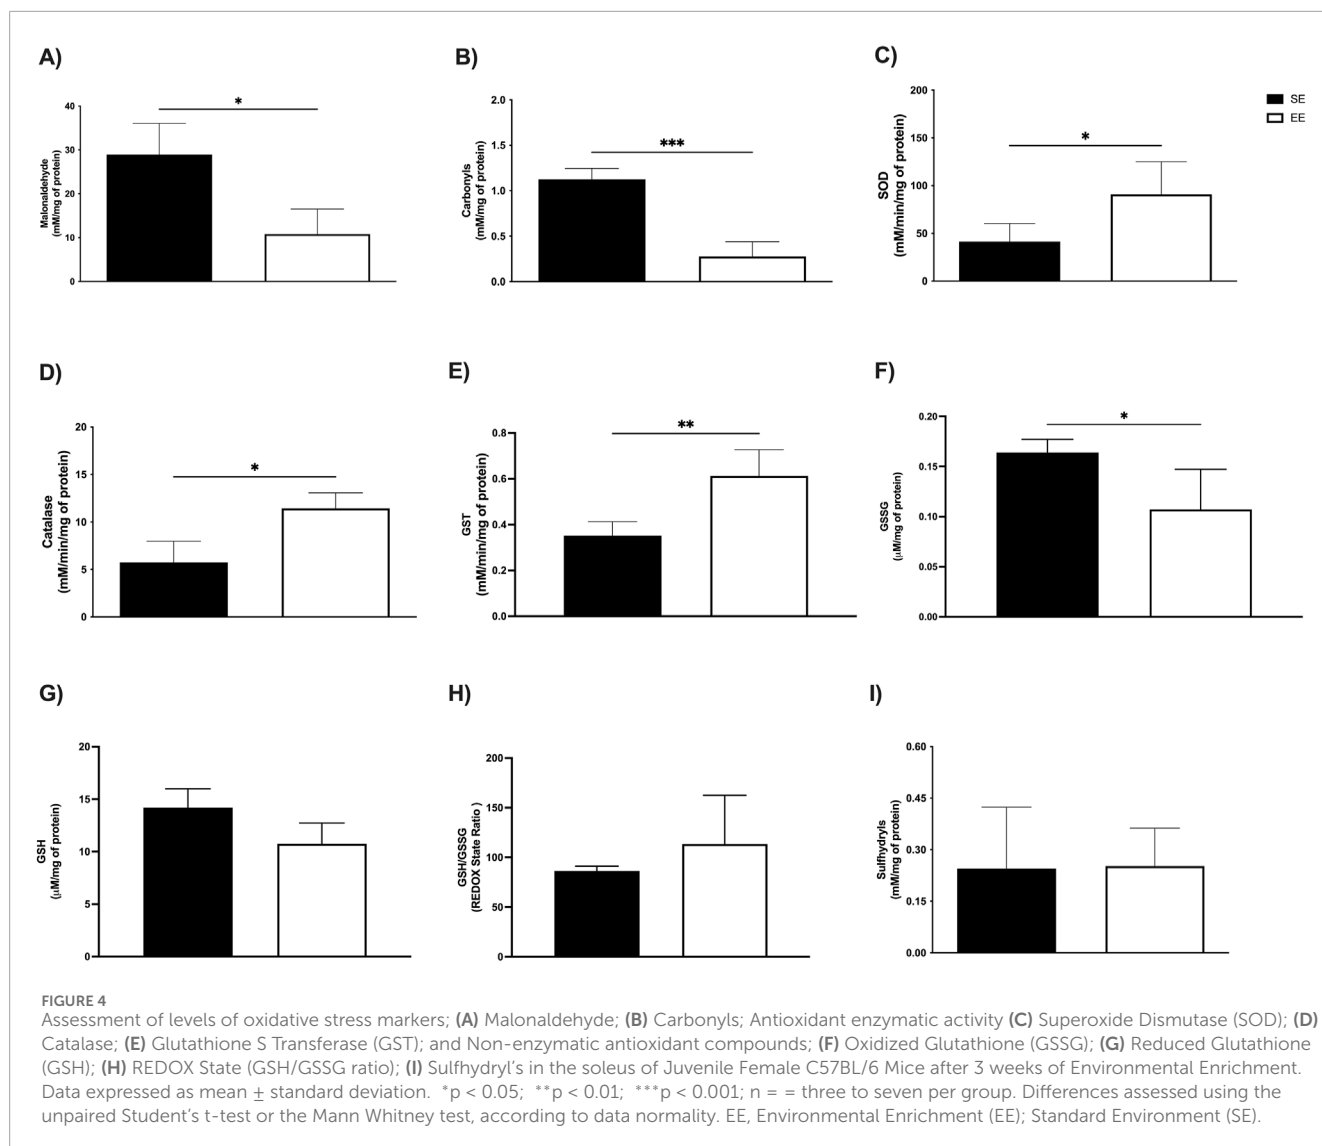 A)
*
40
30
20
10
0
Malonaldehyde
(mM/mg of protein)
B)
***
2.0
1.5
1.0
0.5
0.0
Carbonyls
(mM/mg of protein)
C)
*
200
150
100
50
0
SOD
(mM/min/mg of protein)
SE
EE
D)
*
20
15
10
5
0
Catalase
(mM/min/mg of protein)
E)
**
0.8
0.6
0.4
0.2
0.0
GST
(mM/min/mg of protein)
F)
*
0.20
0.15
0.10
0.05
0.00
GSSG
(µM/mg of protein)
G)
20
15
10
5
0
GSH
(µM/mg of protein)
H)
200
150
100
50
0
GSH/GSSG
(REDOX State Ratio )
I)
0.60
0.45
0.30
0.15
0.00
Sulfhydryls
(mM/mg of protein)
FIGURE 4
Assessment of levels of oxidative stress markers; (A) Malonaldehyde; (B) Carbonyls; Antioxidant enzymatic activity (C) Superoxide Dismutase (SOD); (D)
Catalase; (E) Glutathione S Transferase (GST); and Non-enzymatic antioxidant compounds; (F) Oxidized Glutathione (GSSG); (G) Reduced Glutathione
(GSH); (H) REDOX State (GSH/GSSG ratio); (I) Sulfhydryl's in the soleus of Juvenile Female C57BL/6 Mice after 3 weeks of Environmental Enrichment.
Data expressed as mean ± standard deviation. *p < 0.05; **p < 0.01; ***p < 0.001; n = = three to seven per group. Differences assessed using the
unpaired Student's t-test or the Mann Whitney test, according to data normality. EE, Environmental Enrichment (EE); Standard Environment (SE).